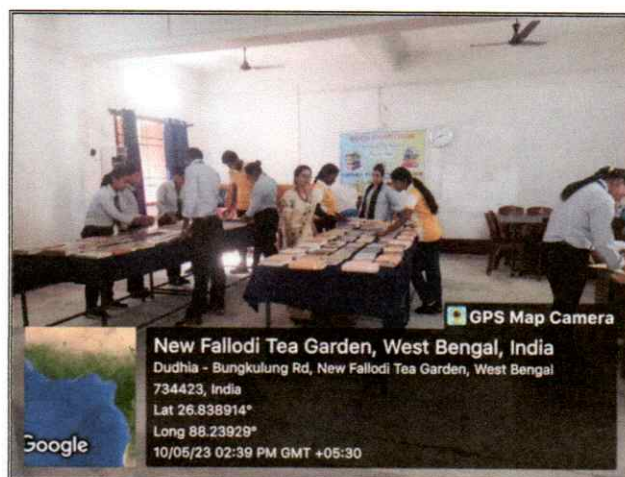 GPS Map Camera
New Fallodi Tea Garden, West Bengal, India
Dudhia - Bungkulung Rd, New Fallodi Tea Garden, West Bengal
734423, India
Lat 26.838914°
Long 88.23929°
10/05/23 02:39 PM GMT +05:30
Google